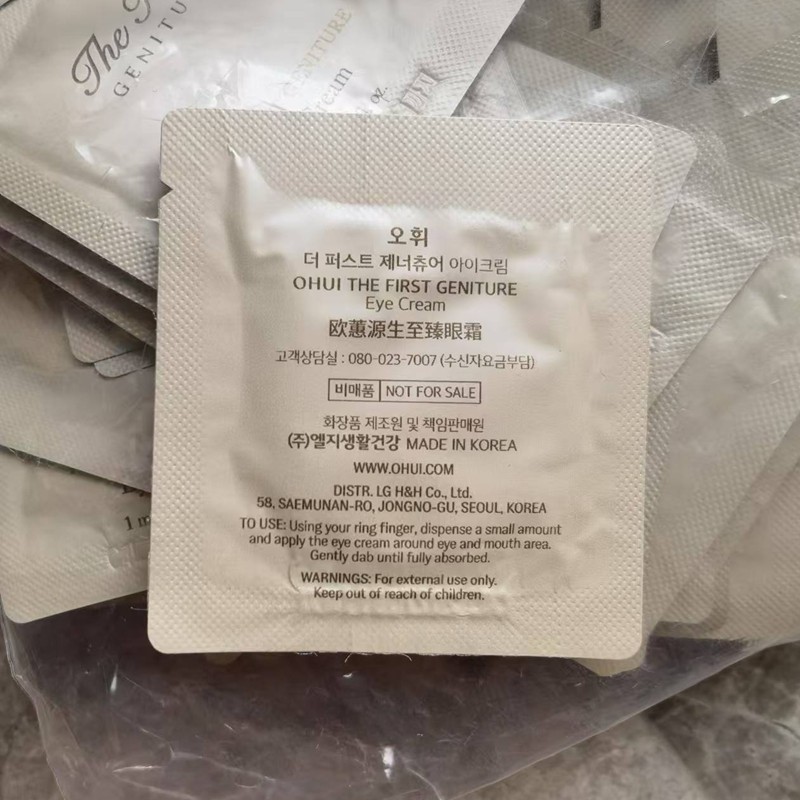 The
GENITU
GENITURE
Cream
oz.
오휘
더 퍼스트 제너츄어 아이크림
OHUI THE FIRST GENITURE
Eye Cream
欧蕙源生至臻眼霜
고객상담실 : 080-023-7007 (수신자요금부담)
비매품 NOT FOR SALE
화장품 제조원 및 책임판매원
(주)엘지생활건강 MADE IN KOREA
WWW.OHUI.COM
DISTR. LG H&H Co., Ltd.
58, SAEMUNAN-RO, JONGNO-GU, SEOUL, KOREA
TO USE: Using your ring finger, dispense a small amount
and apply the eye cream around eye and mouth area.
Gently dab until fully absorbed.
WARNINGS: For external use only.
Keep out of reach of children.
1 m